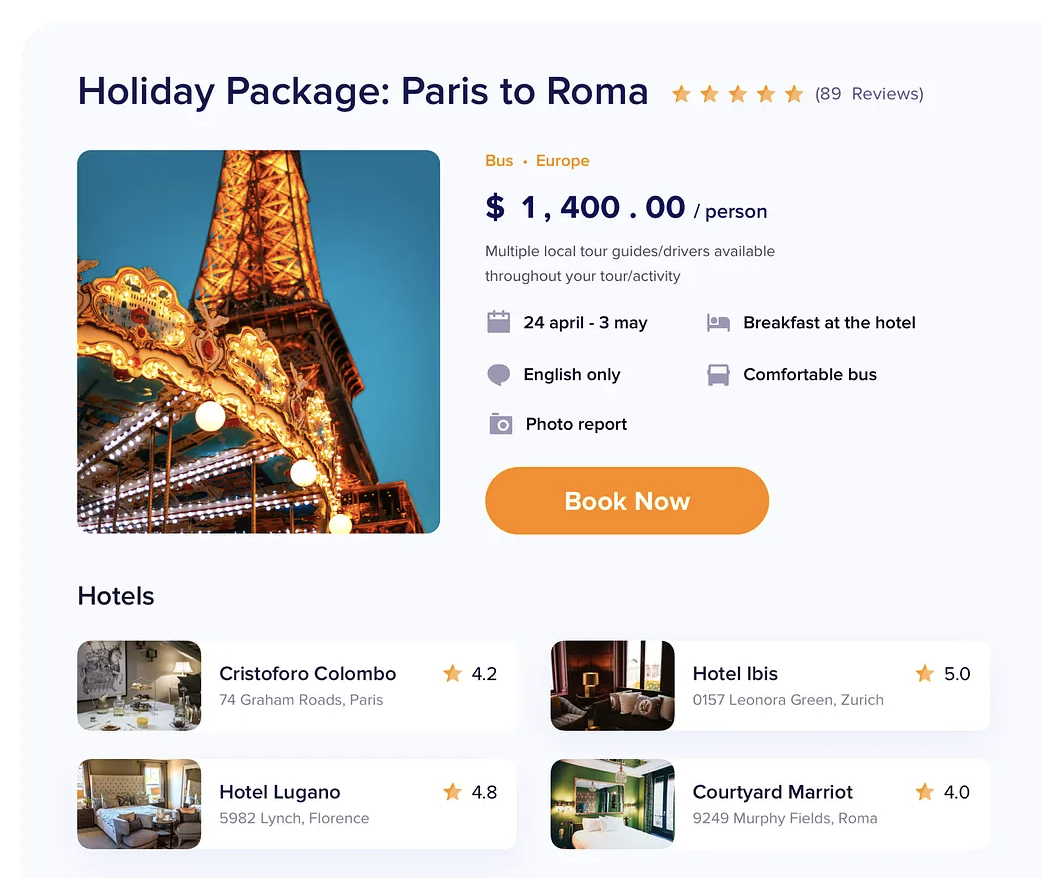 Holiday Package: Paris to Roma
(89 Reviews)
Bus • Europe
$ 1 , 400 . 00 / person
Multiple local tour guides/drivers available
throughout your tour/activity
24 april - 3 may
Breakfast at the hotel
English only
Comfortable bus
Photo report
Book Now
Hotels
Cristoforo Colombo
4.2
74 Graham Roads, Paris
Hotel Ibis
5.0
0157 Leonora Green, Zurich
Hotel Lugano
4.8
5982 Lynch, Florence
Courtyard Marriot
4.0
9249 Murphy Fields, Roma